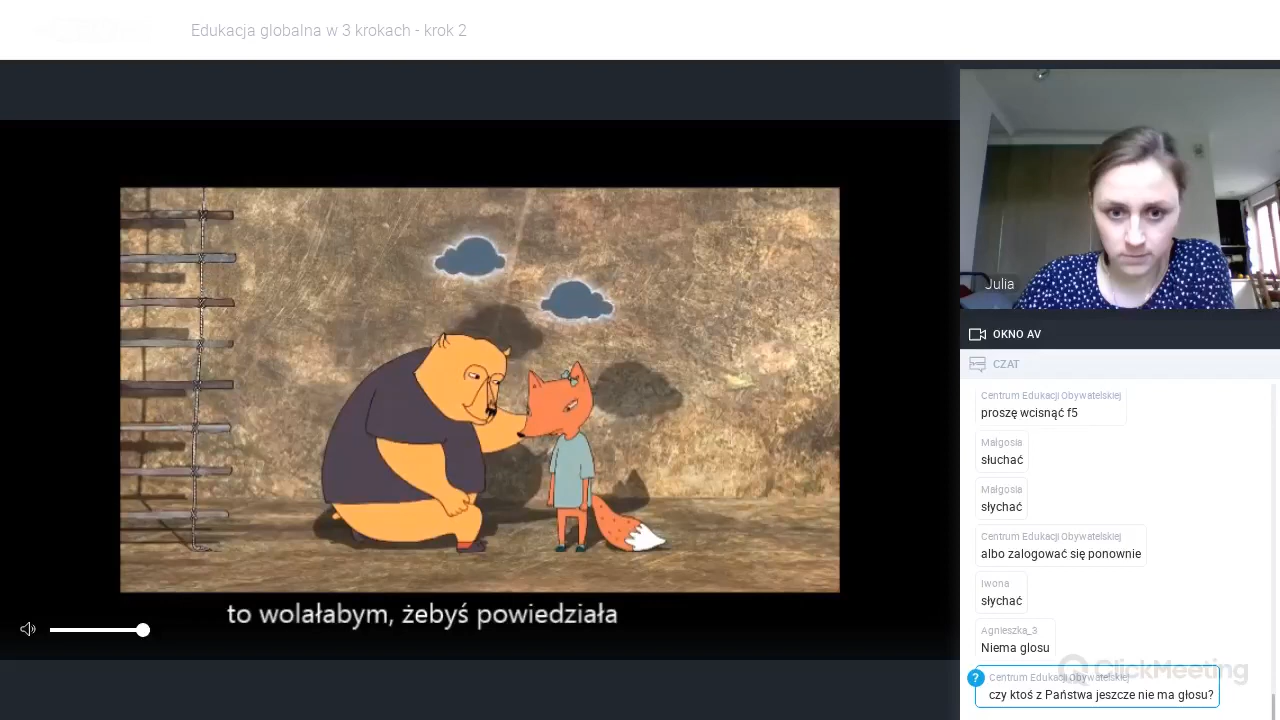 Edukacja globalna w 3 krokach - krok 2
to wolałabym, żebyś powiedziała
Julia
OKNO AV
CZAT
Centrum Edukacji Obywatelskiej
proszę wcisnąć f5
Małgosia
słuchać
Małgosia
słychać
Centrum Edukacji Obywatelskiej
albo zalogować się ponownie
Iwona
słychać
Agnieszka_3
Niema glosu
ClickMeeting
? Centrum Edukacji Obywatelskiej
czy ktoś z Państwa jeszcze nie ma głosu?